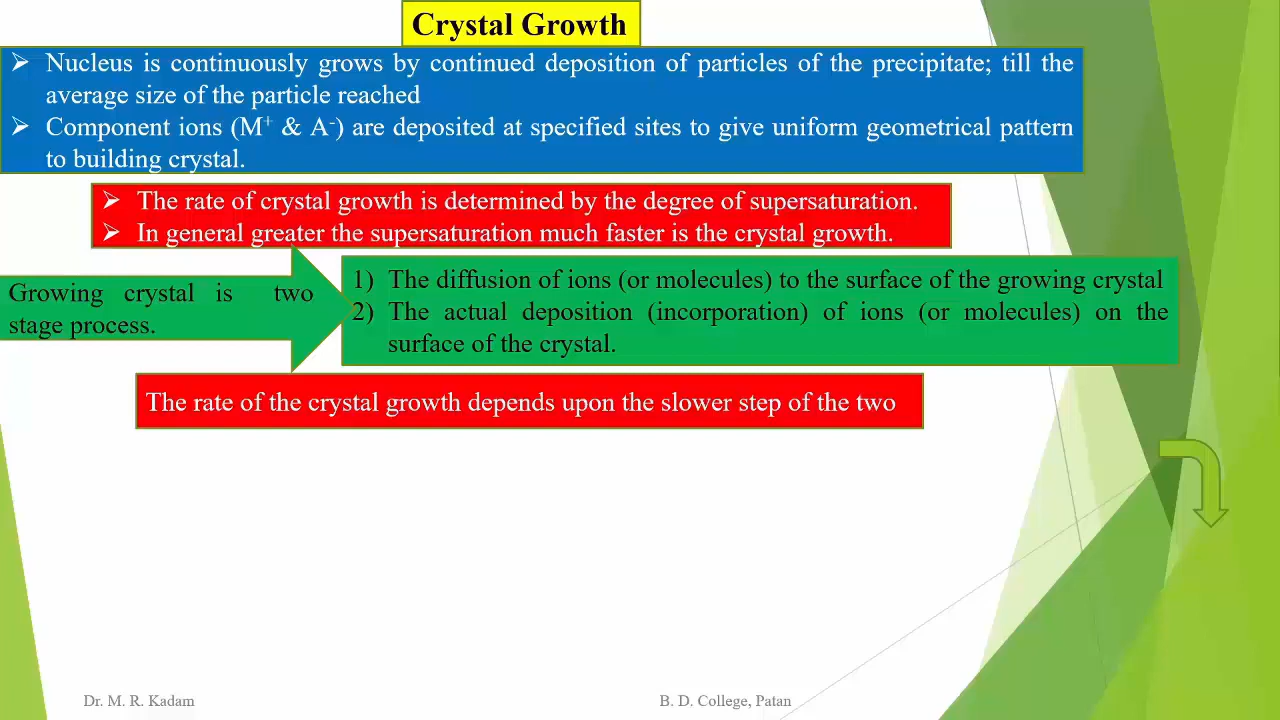 Crystal Growth
➢ Nucleus is continuously grows by continued deposition of particles of the precipitate; till the
average size of the particle reached
➢ Component ions (M⁺ & A⁻) are deposited at specified sites to give uniform geometrical pattern
to building crystal.
➢ The rate of crystal growth is determined by the degree of supersaturation.
➢ In general greater the supersaturation much faster is the crystal growth.
Growing crystal is two
stage process.
1) The diffusion of ions (or molecules) to the surface of the growing crystal
2) The actual deposition (incorporation) of ions (or molecules) on the
surface of the crystal.
The rate of the crystal growth depends upon the slower step of the two
Dr. M. R. Kadam
B. D. College, Patan